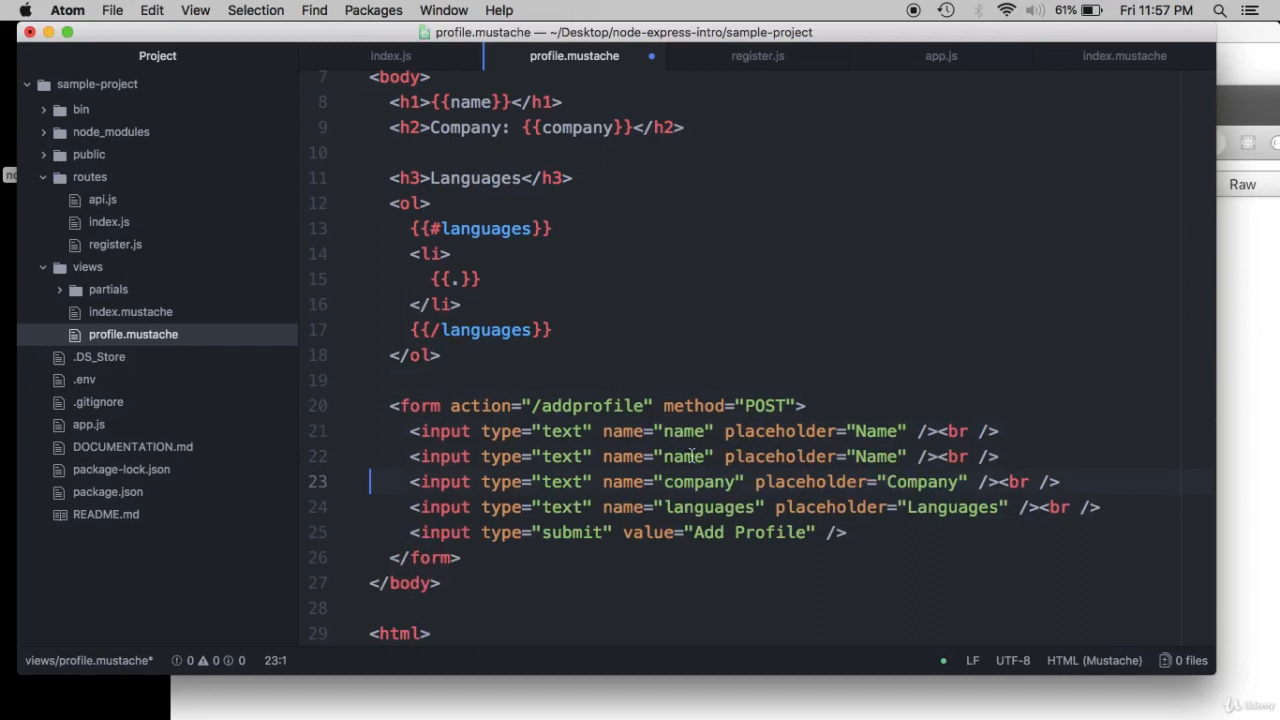 Atom File Edit View Selection Find Packages Window Help 61% Fri 11:57 PM
profile.mustache — ~/Desktop/node-express-intro/sample-project
Project
index.js
profile.mustache
register.js
app.js
index.mustache
sample-project
bin
node_modules
public
routes
api.js
index.js
register.js
views
partials
index.mustache
profile.mustache
.DS_Store
.env
.gitignore
app.js
DOCUMENTATION.md
package-lock.json
package.json
README.md
7 <body>
8 <h1>{{name}}</h1>
9 <h2>Company: {{company}}</h2>
10
11 <h3>Languages</h3>
12 <ol>
13 {{#languages}}
14 <li>
15 {{.}}
16 </li>
17 {{/languages}}
18 </ol>
19
20 <form action="/addprofile" method="POST">
21 <input type="text" name="name" placeholder="Name" /><br />
22 <input type="text" name="name" placeholder="Name" /><br />
23 <input type="text" name="company" placeholder="Company" /><br />
24 <input type="text" name="languages" placeholder="Languages" /><br />
25 <input type="submit" value="Add Profile" />
26 </form>
27 </body>
28
29 <html>
views/profile.mustache* 0 0 0 23:1 LF UTF-8 HTML (Mustache) 0 files
Raw
Udemy